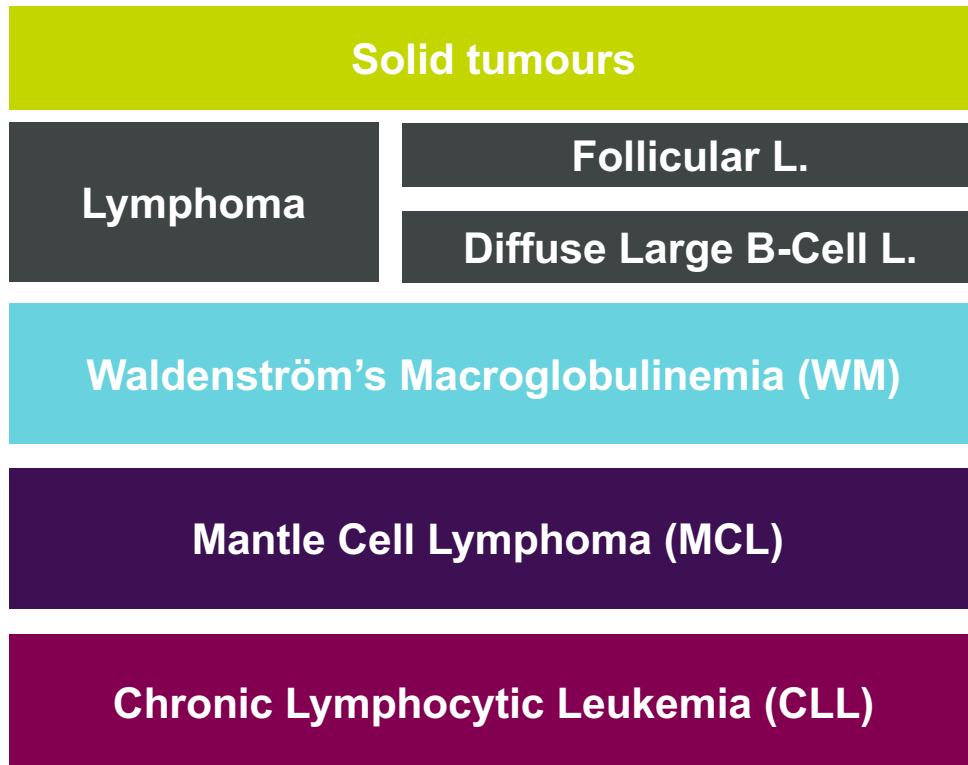 Solid tumours
Lymphoma
Follicular L.
Diffuse Large B-Cell L.
Waldenström’s Macroglobulinemia (WM)
Mantle Cell Lymphoma (MCL)
Chronic Lymphocytic Leukemia (CLL)